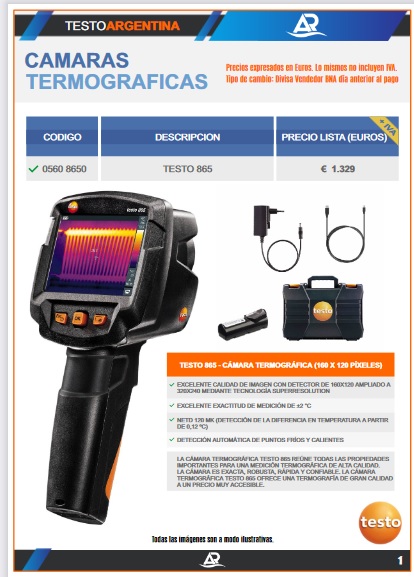 TESTOARGENTINA
AR
CAMARAS
TERMOGRAFICAS
Precios expresados en Euros. Lo mismos no incluyen IVA.
Tipo de cambio: Divisa Vendedor BNA día anterior al pago
CODIGO
DESCRIPCION
PRECIO LISTA (EUROS)
+ IVA
0560 8650
TESTO 865
€ 1.329
testo
testo
TESTO 865 - CÁMARA TERMOGRÁFICA (160 X 120 PÍXELES)
EXCELENTE CALIDAD DE IMAGEN CON DETECTOR DE 160X120 AMPLIADO A
320X240 MEDIANTE TECNOLOGÍA SUPERRESOLUTION
EXCELENTE EXACTITUD DE MEDICIÓN DE ±2 °C
NETD 120 MK (DETECCIÓN DE LA DIFERENCIA EN TEMPERATURA A PARTIR
DE 0,12 ºC)
DETECCIÓN AUTOMÁTICA DE PUNTOS FRÍOS Y CALIENTES
LA CÁMARA TERMOGRÁFICA TESTO 865 REÚNE TODAS LAS PROPIEDADES
IMPORTANTES PARA UNA MEDICIÓN TERMOGRÁFICA DE ALTA CALIDAD.
LA CÁMARA ES EXACTA, ROBUSTA, RÁPIDA Y CONFIABLE. LA CÁMARA
TERMOGRÁFICA TESTO 865 OFRECE UNA TERMOGRAFÍA DE GRAN CALIDAD
A UN PRECIO MUY ACCESIBLE.
testo
Todas las imágenes son a modo ilustrativas.
AR
1